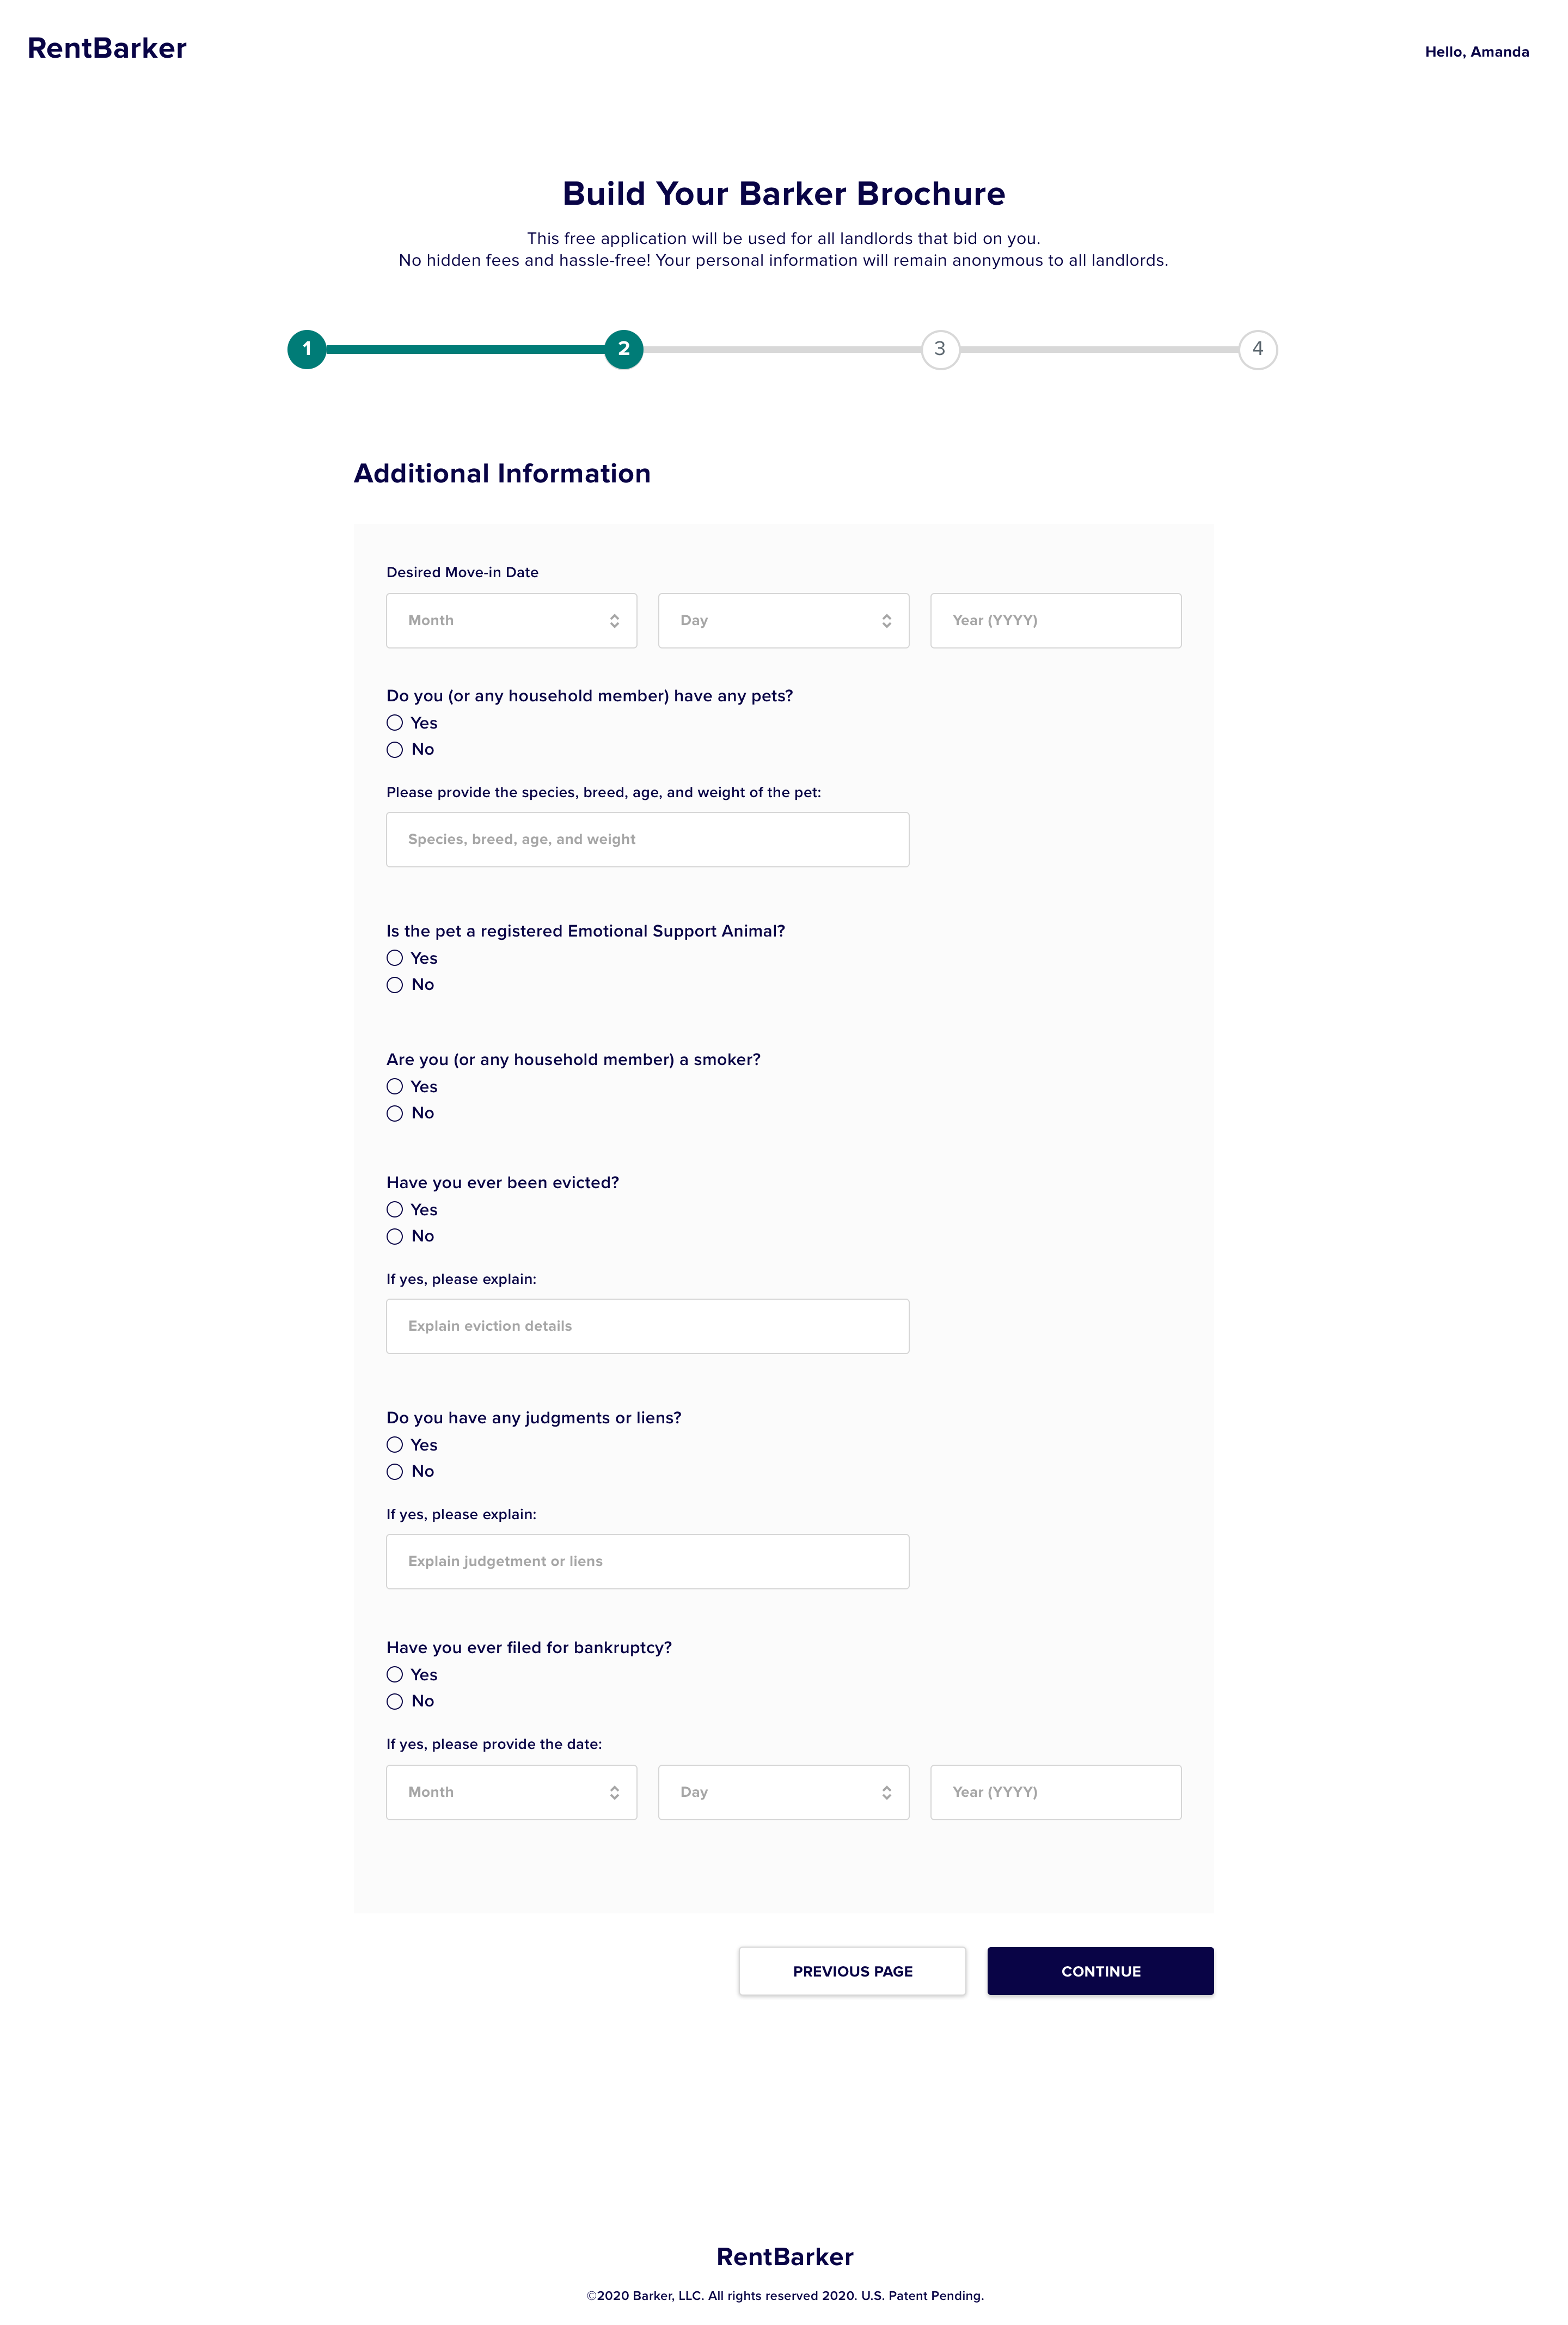 RentBarker
Hello, Amanda
Build Your Barker Brochure
This free application will be used for all landlords that bid on you.
No hidden fees and hassle-free! Your personal information will remain anonymous to all landlords.
1 2 3 4
Additional Information
Desired Move-in Date
Month Day Year (YYYY)
Do you (or any household member) have any pets?
Yes
No
Please provide the species, breed, age, and weight of the pet:
Species, breed, age, and weight
Is the pet a registered Emotional Support Animal?
Yes
No
Are you (or any household member) a smoker?
Yes
No
Have you ever been evicted?
Yes
No
If yes, please explain:
Explain eviction details
Do you have any judgments or liens?
Yes
No
If yes, please explain:
Explain judgetment or liens
Have you ever filed for bankruptcy?
Yes
No
If yes, please provide the date:
Month Day Year (YYYY)
PREVIOUS PAGE CONTINUE
RentBarker
©2020 Barker, LLC. All rights reserved 2020. U.S. Patent Pending.